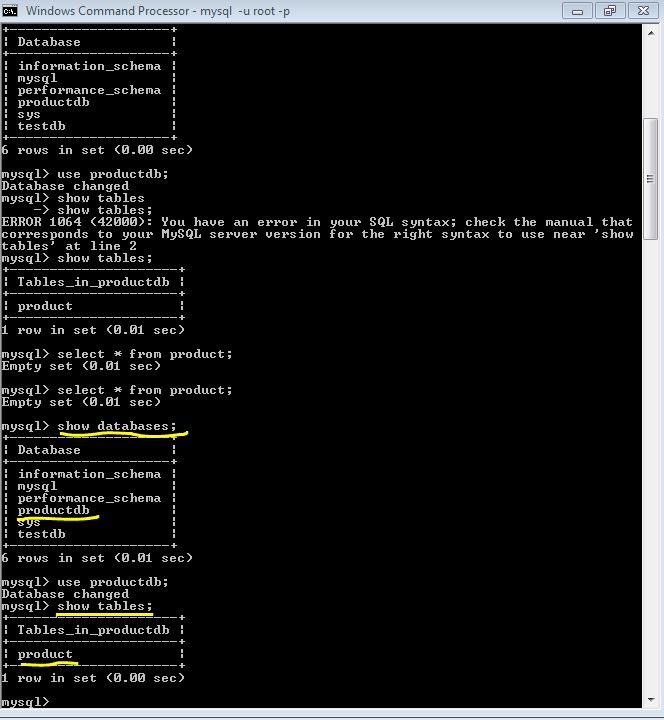 Windows Command Processor - mysql -u root -p
+---------------------+
| Database            |
+---------------------+
| information_schema  |
| mysql               |
| performance_schema  |
| productdb           |
| sys                 |
| testdb              |
+---------------------+
6 rows in set (0.00 sec)
mysql> use productdb;
Database changed
mysql> show tables
    -> show tables;
ERROR 1064 (42000): You have an error in your SQL syntax; check the manual that
corresponds to your MySQL server version for the right syntax to use near 'show
tables' at line 2
mysql> show tables;
+---------------------+
| Tables_in_productdb |
+---------------------+
| product             |
+---------------------+
1 row in set (0.01 sec)
mysql> select * from product;
Empty set (0.01 sec)
mysql> select * from product;
Empty set (0.01 sec)
mysql> show databases;
+---------------------+
| Database            |
+---------------------+
| information_schema  |
| mysql               |
| performance_schema  |
| productdb           |
| sys                 |
| testdb              |
+---------------------+
6 rows in set (0.01 sec)
mysql> use productdb;
Database changed
mysql> show tables;
+---------------------+
| Tables_in_productdb |
+---------------------+
| product             |
+---------------------+
1 row in set (0.00 sec)
mysql>